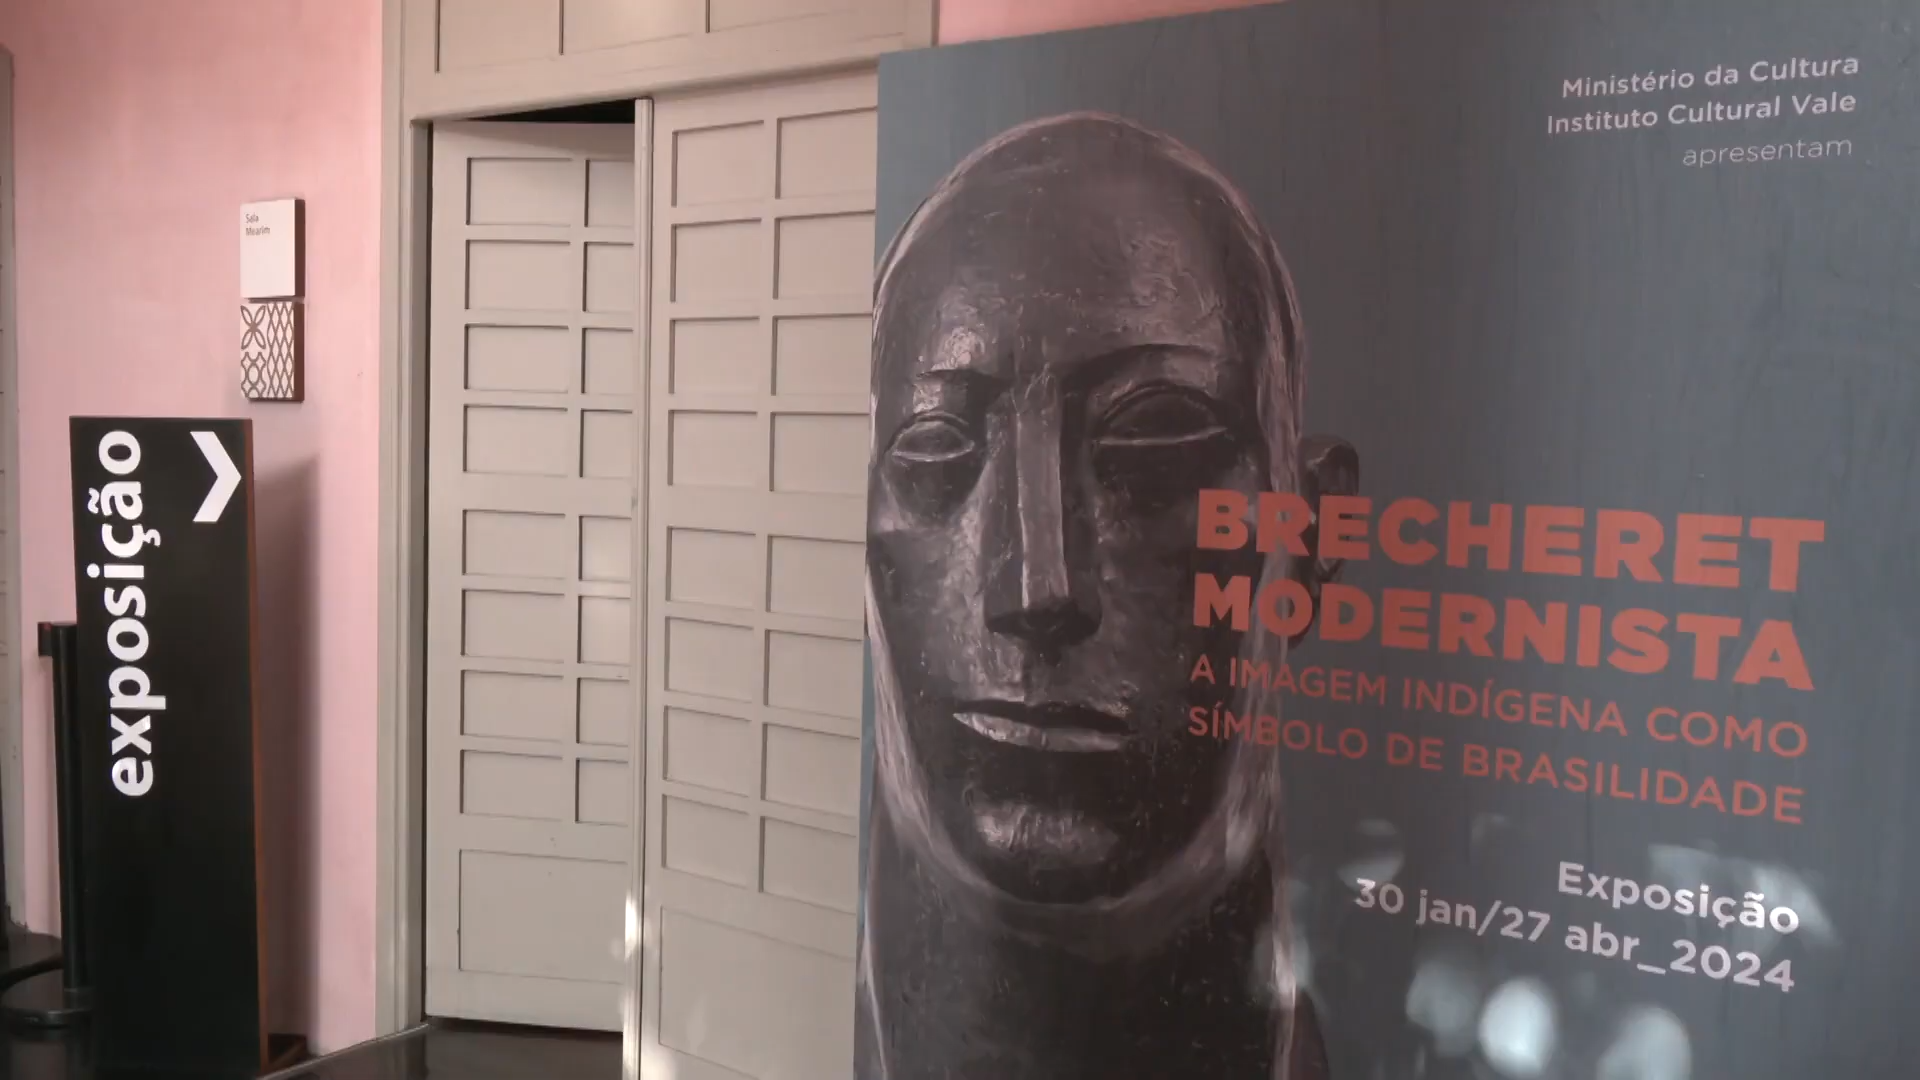 Sala
Mearim
exposição
Ministério da Cultura
Instituto Cultural Vale
apresentam
BRECHERET
MODERNISTA
A IMAGEM INDÍGENA COMO
SÍMBOLO DE BRASILIDADE
Exposição
30 jan/27 abr_2024